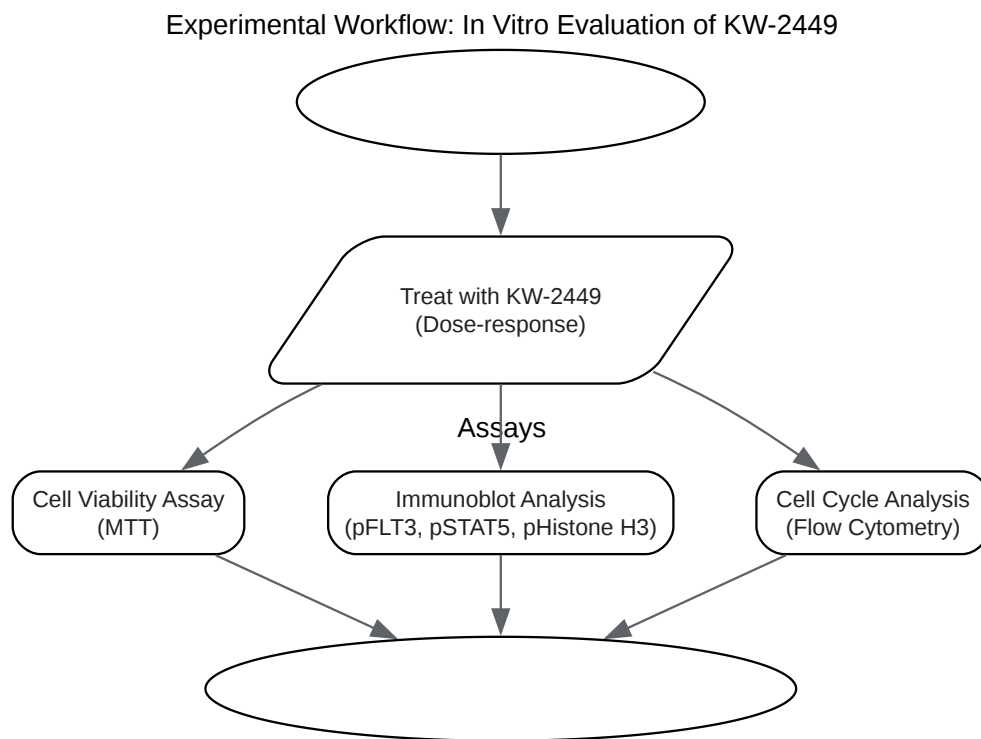 Experimental Workflow: In Vitro Evaluation of KW-2449
Treat with KW-2449
(Dose-response)
Assays
Cell Viability Assay
(MTT)
Immunoblot Analysis
(pFLT3, pSTAT5, pHistone H3)
Cell Cycle Analysis
(Flow Cytometry)